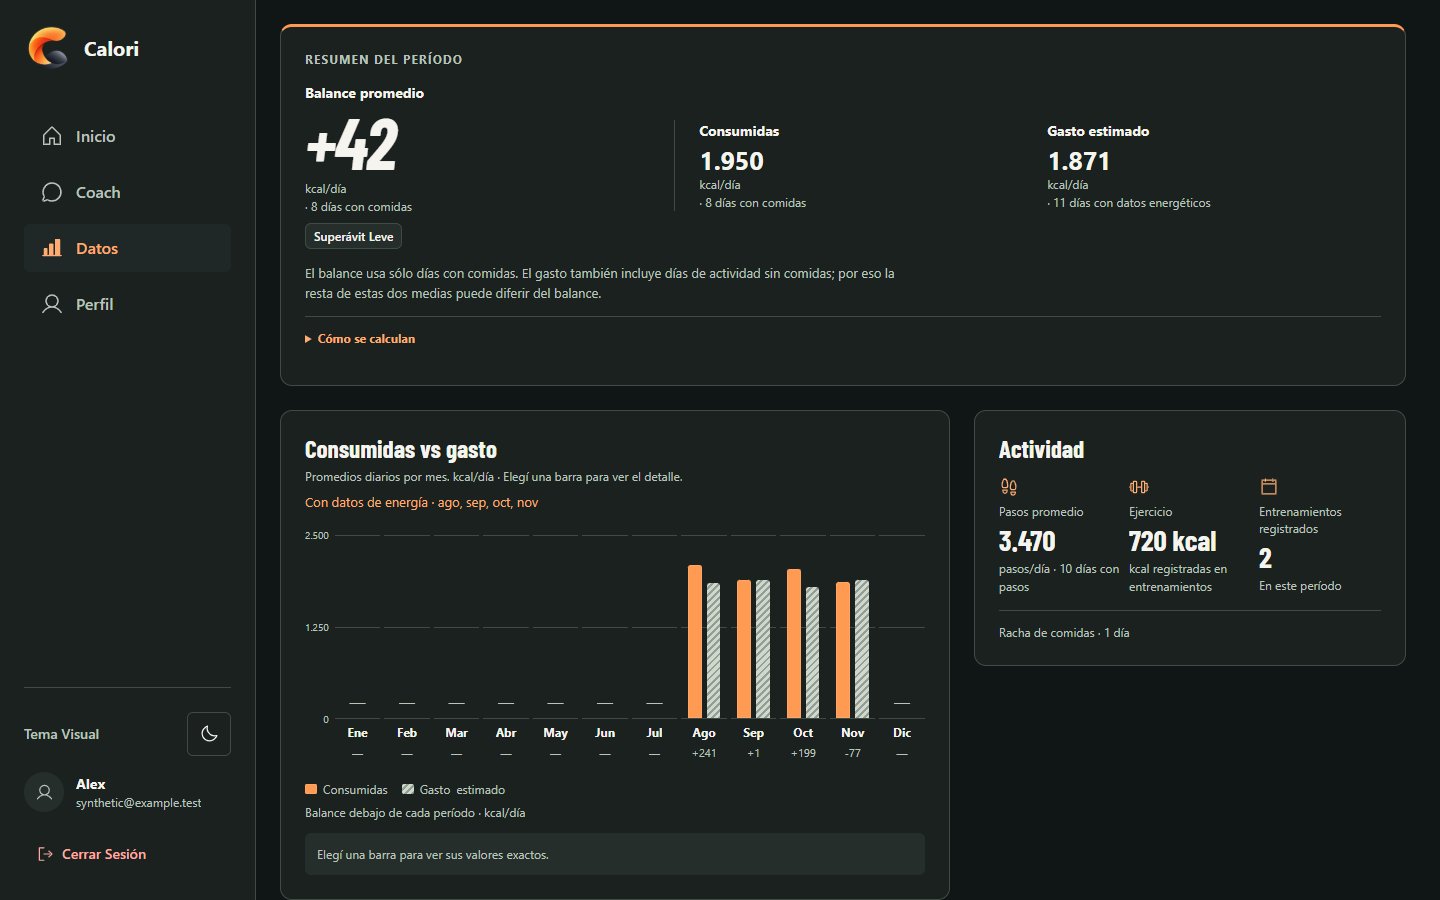 Calori
Inicio
Coach
Datos
Perfil
Tema Visual
Alex
synthetic@example.test
Cerrar Sesión
RESUMEN DEL PERÍODO
Balance promedio
+42
kcal/día
· 8 días con comidas
Superávit Leve
Consumidas
1.950
kcal/día
· 8 días con comidas
Gasto estimado
1.871
kcal/día
· 11 días con datos energéticos
El balance usa sólo días con comidas. El gasto también incluye días de actividad sin comidas; por eso la
resta de estas dos medias puede diferir del balance.
Cómo se calculan
Consumidas vs gasto
Promedios diarios por mes. kcal/día · Elegí una barra para ver el detalle.
Con datos de energía · ago, sep, oct, nov
2.500
1.250
0
Ene Feb Mar Abr May Jun Jul Ago Sep Oct Nov Dic
— — — — — — — +241 +1 +199 -77 —
Consumidas Gasto estimado
Balance debajo de cada período · kcal/día
Elegí una barra para ver sus valores exactos.
Actividad
Pasos promedio
3.470
pasos/día · 10 días con
pasos
Ejercicio
720 kcal
kcal registradas en
entrenamientos
Entrenamientos
registrados
2
En este período
Racha de comidas · 1 día